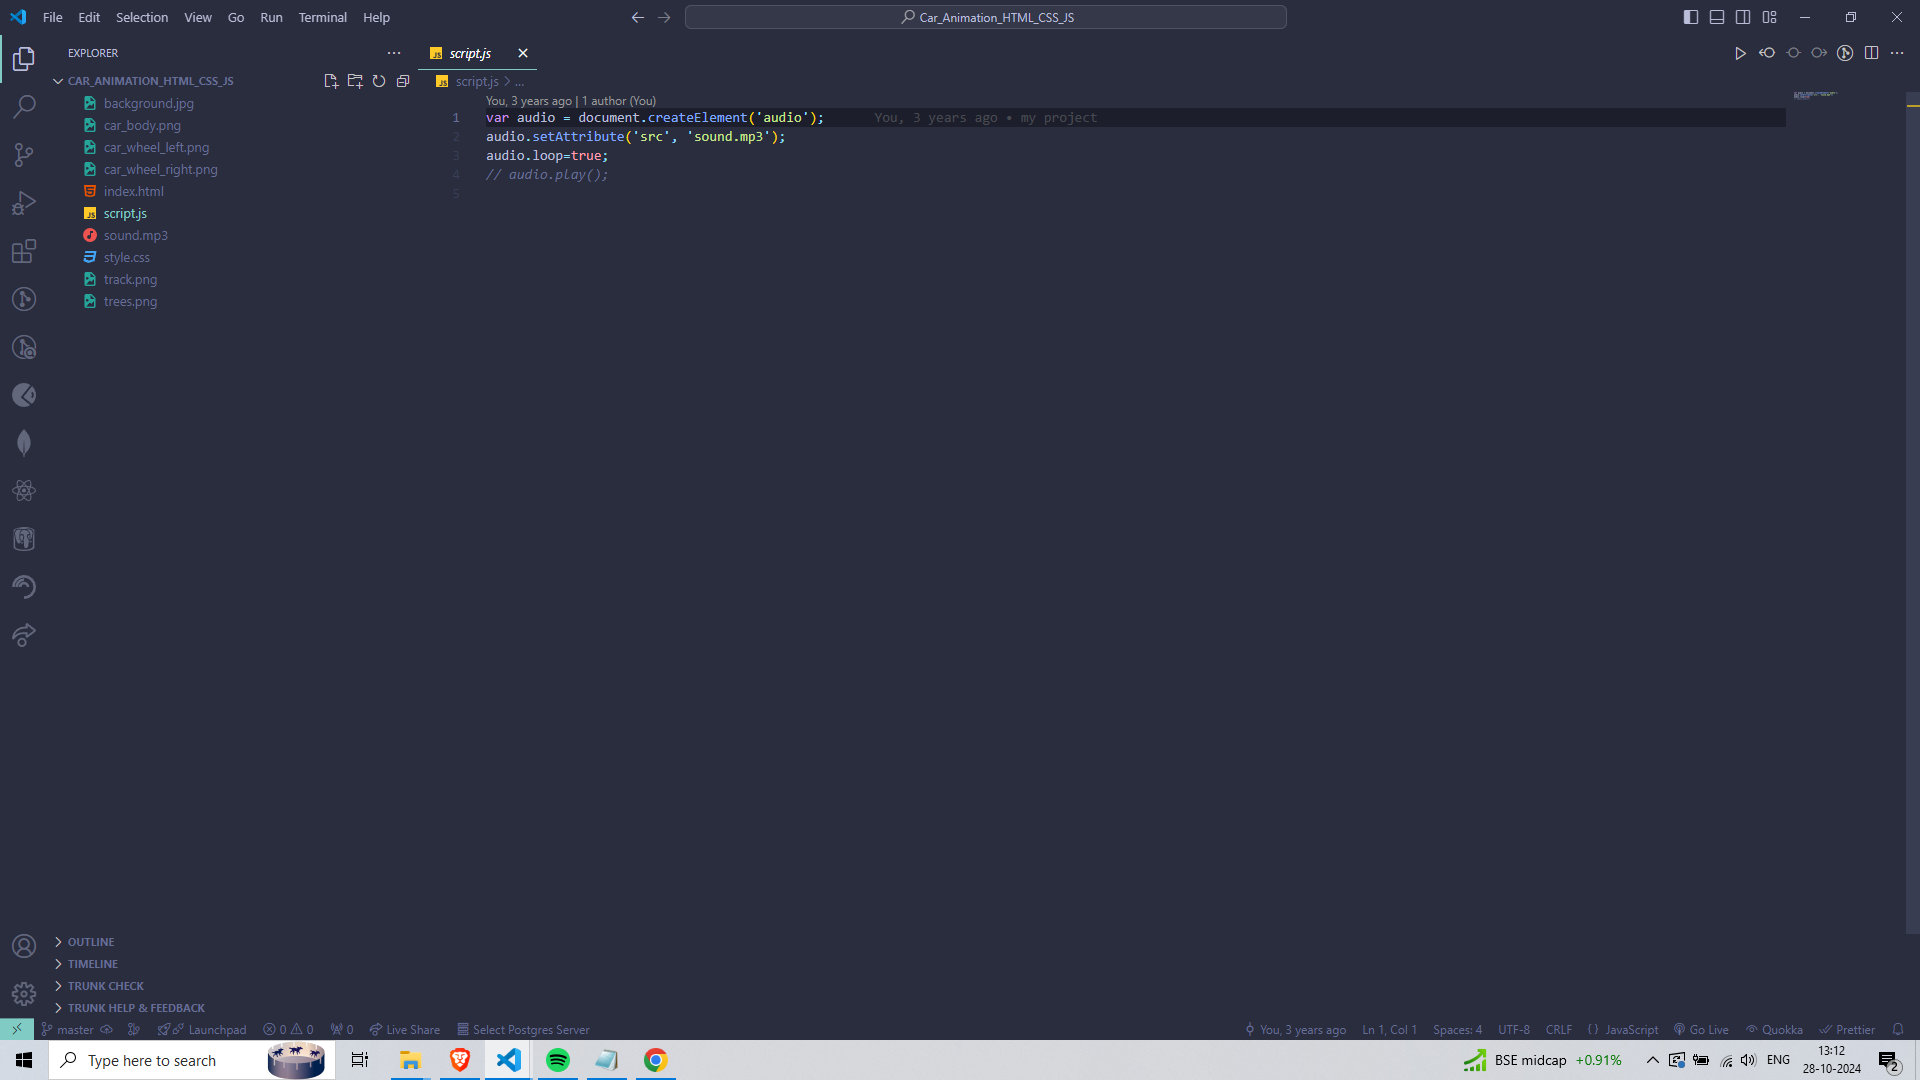 File Edit Selection View Go Run Terminal Help
Car_Animation_HTML_CSS_JS
EXPLORER
CAR_ANIMATION_HTML_CSS_JS
background.jpg
car_body.png
car_wheel_left.png
car_wheel_right.png
index.html
script.js
sound.mp3
style.css
track.png
trees.png
OUTLINE
TIMELINE
TRUNK CHECK
TRUNK HELP & FEEDBACK
JS script.js
JS script.js > ...
You, 3 years ago | 1 author (You)
1 var audio = document.createElement('audio'); You, 3 years ago • my project
2 audio.setAttribute('src', 'sound.mp3');
3 audio.loop=true;
4 // audio.play();
5
master Launchpad 0 0 0 Live Share Select Postgres Server You, 3 years ago Ln 1, Col 1 Spaces: 4 UTF-8 CRLF {} JavaScript Go Live Quokka Prettier
Type here to search BSE midcap +0.91% ENG 13:12
28-10-2024 2